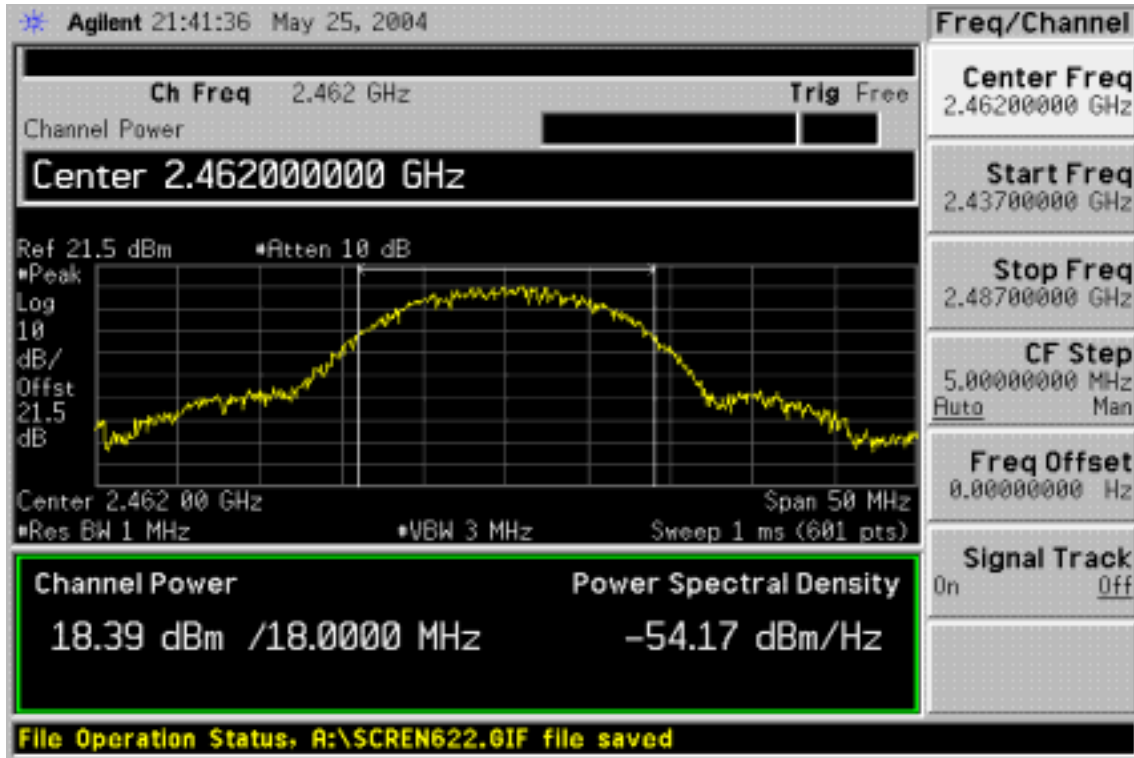 Agilent 21:41:36 May 25, 2004
Freq/Channel
Ch Freq 2.462 GHz Trig Free
Channel Power
Center 2.462000000 GHz
Ref 21.5 dBm #Atten 10 dB
#Peak
Log
10
dB/
Offst
21.5
dB
Center 2.462 00 GHz Span 50 MHz
#Res BW 1 MHz #VBW 3 MHz Sweep 1 ms (601 pts)
Channel Power Power Spectral Density
18.39 dBm /18.0000 MHz -54.17 dBm/Hz
File Operation Status, A:\SCREN622.GIF file saved
Center Freq
2.46200000 GHz
Start Freq
2.43700000 GHz
Stop Freq
2.48700000 GHz
CF Step
5.00000000 MHz
Auto Man
Freq Offset
0.00000000 Hz
Signal Track
On Off